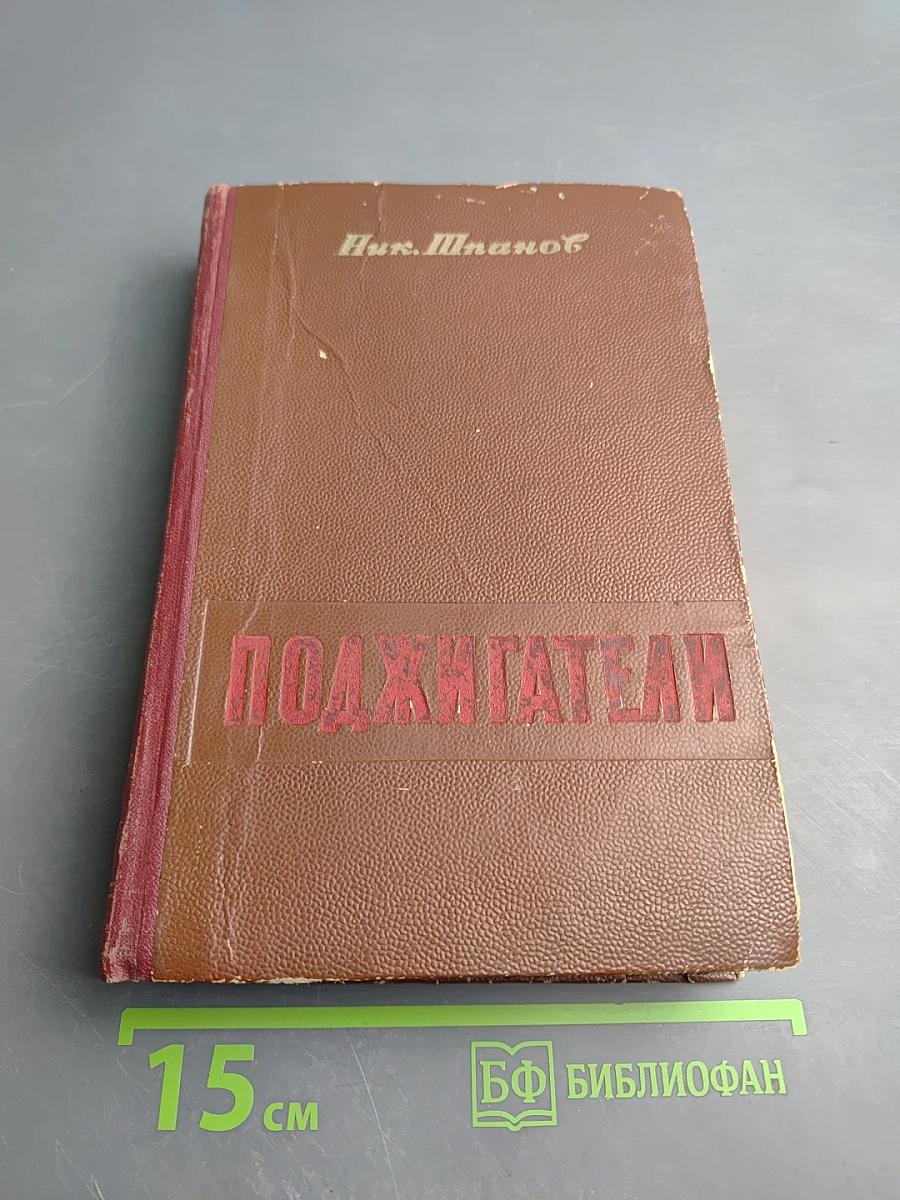 Ник. Шпанов
ПОДЖИГАТЕЛИ
15 см
БФ БИБЛИОФАН